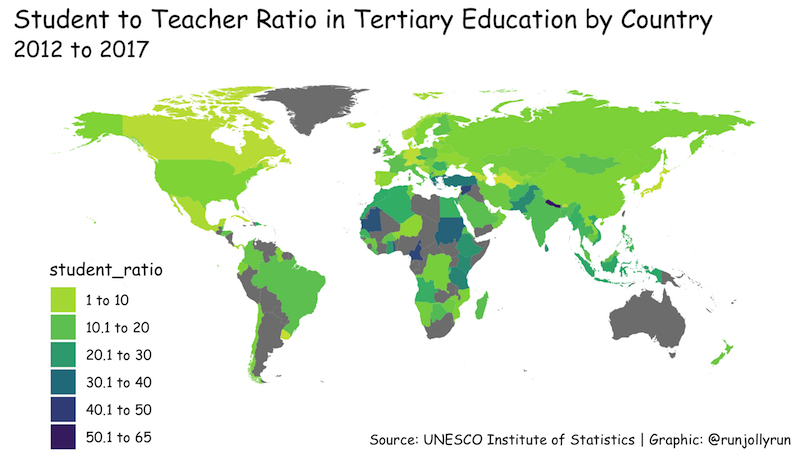 Student to Teacher Ratio in Tertiary Education by Country
2012 to 2017
student_ratio
1 to 10
10.1 to 20
20.1 to 30
30.1 to 40
40.1 to 50
50.1 to 65
Source: UNESCO Institute of Statistics | Graphic: @runjollyrun